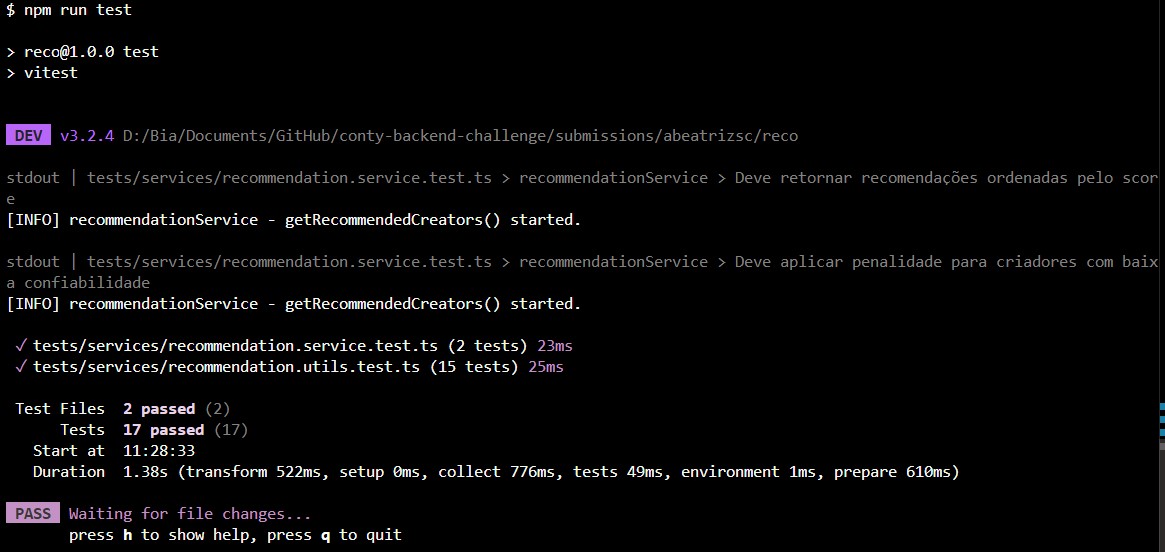 $ npm run test
> reco@1.0.0 test
> vitest
DEV v3.2.4 D:/Bia/Documents/GitHub/conty-backend-challenge/submissions/abeatrizsc/reco
stdout | tests/services/recommendation.service.test.ts > recommendationService > Deve retornar recomendações ordenadas pelo scor
e
[INFO] recommendationService - getRecommendedCreators() started.
stdout | tests/services/recommendation.service.test.ts > recommendationService > Deve aplicar penalidade para criadores com baix
a confiabilidade
[INFO] recommendationService - getRecommendedCreators() started.
✓ tests/services/recommendation.service.test.ts (2 tests) 23ms
✓ tests/services/recommendation.utils.test.ts (15 tests) 25ms
Test Files 2 passed (2)
Tests 17 passed (17)
Start at 11:28:33
Duration 1.38s (transform 522ms, setup 0ms, collect 776ms, tests 49ms, environment 1ms, prepare 610ms)
PASS Waiting for file changes...
press h to show help, press q to quit